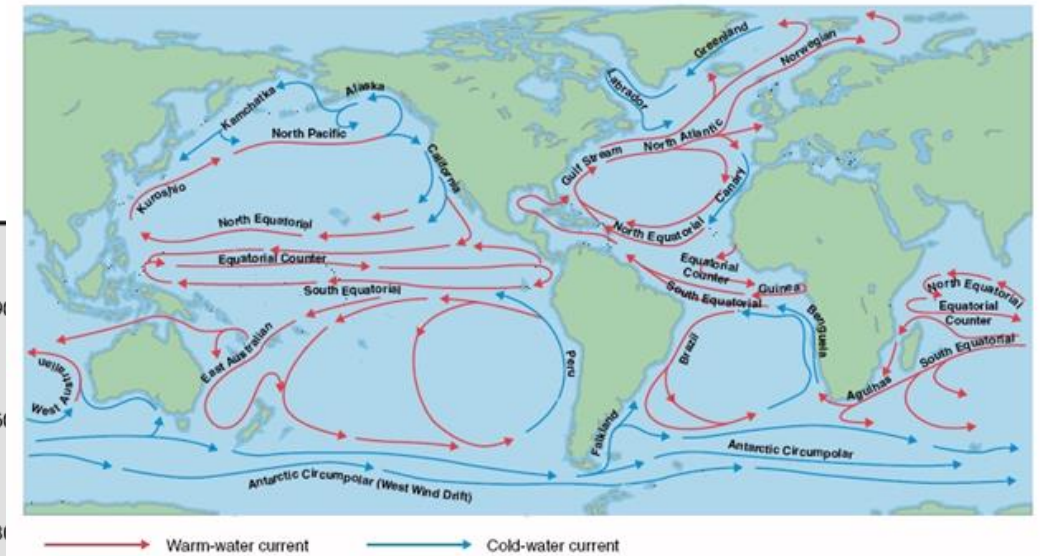 Greenland
Norwegian
Labrador
Alaska
Kamchatka
North Pacific
North Atlantic
Gulf Stream
California
Canary
Kuroshio
North Equatorial
North Equatorial
Equatorial Counter
South Equatorial
Equatorial
Counter
Guinea
South Equatorial
North Equatorial
Equatorial
Counter
South Equatorial
East Australian
West Australian
Peru
Brazil
Benguela
Agulhas
Falkland
Antarctic Circumpolar
Antarctic Circumpolar (West Wind Drift)
Warm-water current
Cold-water current